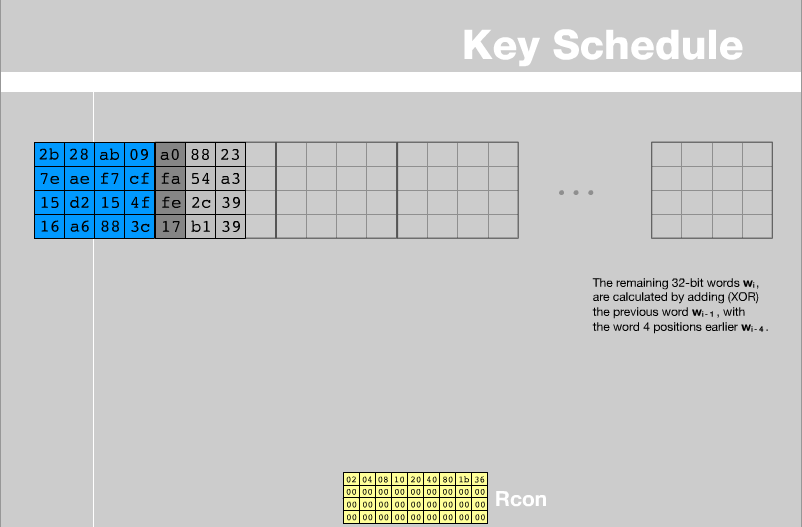 Key Schedule
2b 28 ab 09 a0 88 23
7e ae f7 cf fa 54 a3
15 d2 15 4f fe 2c 39
16 a6 88 3c 17 b1 39
The remaining 32-bit words wi,
are calculated by adding (XOR)
the previous word wi-1, with
the word 4 positions earlier wi-4.
02 04 08 10 20 40 80 1b 36
00 00 00 00 00 00 00 00 00
00 00 00 00 00 00 00 00 00
00 00 00 00 00 00 00 00 00
Rcon